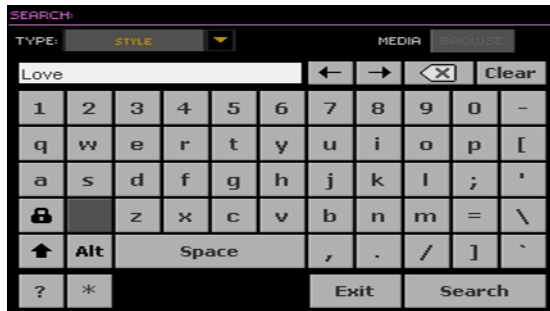 SEARCH:
TYPE: STYLE MEDIA BROWSE
Love ← → Clear
1 2 3 4 5 6 7 8 9 0 -
q w e r t y u i o p [
a s d f g h j k l ; '
z x c v b n m = \
Alt Space , . / ] `
? * Exit Search